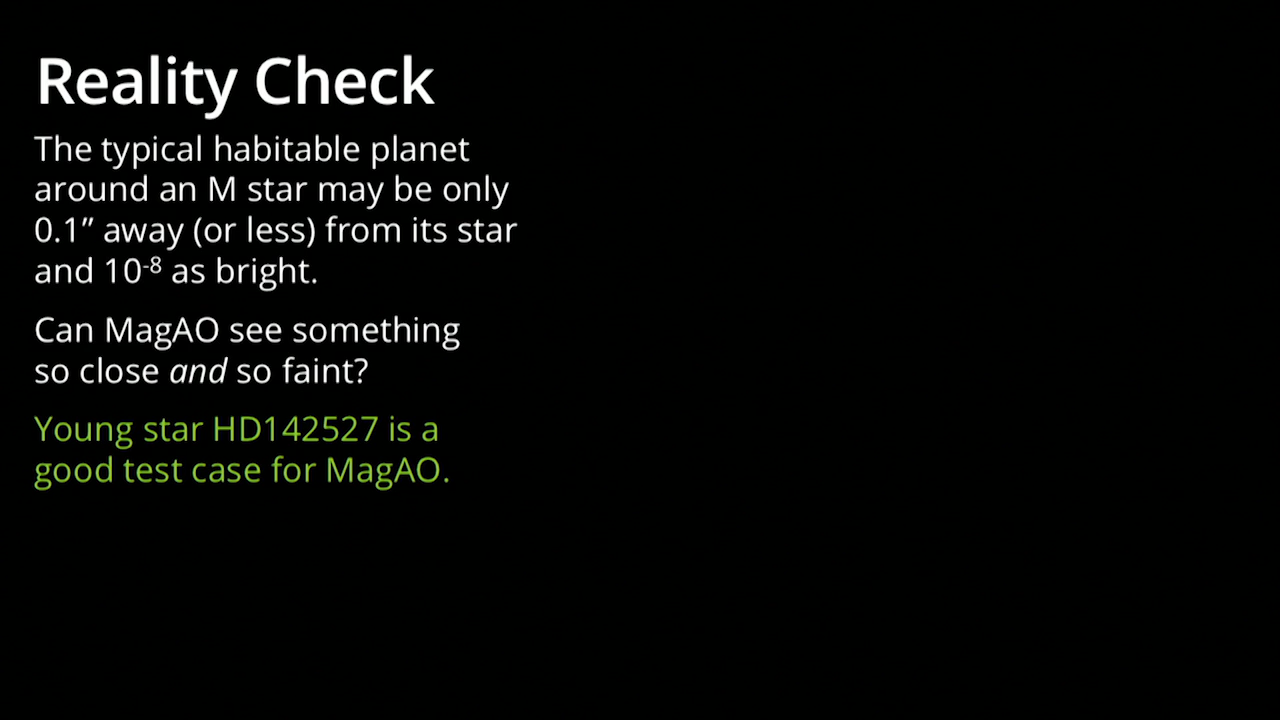 Reality Check
The typical habitable planet
around an M star may be only
0.1” away (or less) from its star
and 10⁻⁸ as bright.
Can MagAO see something
so close and so faint?
Young star HD142527 is a
good test case for MagAO.